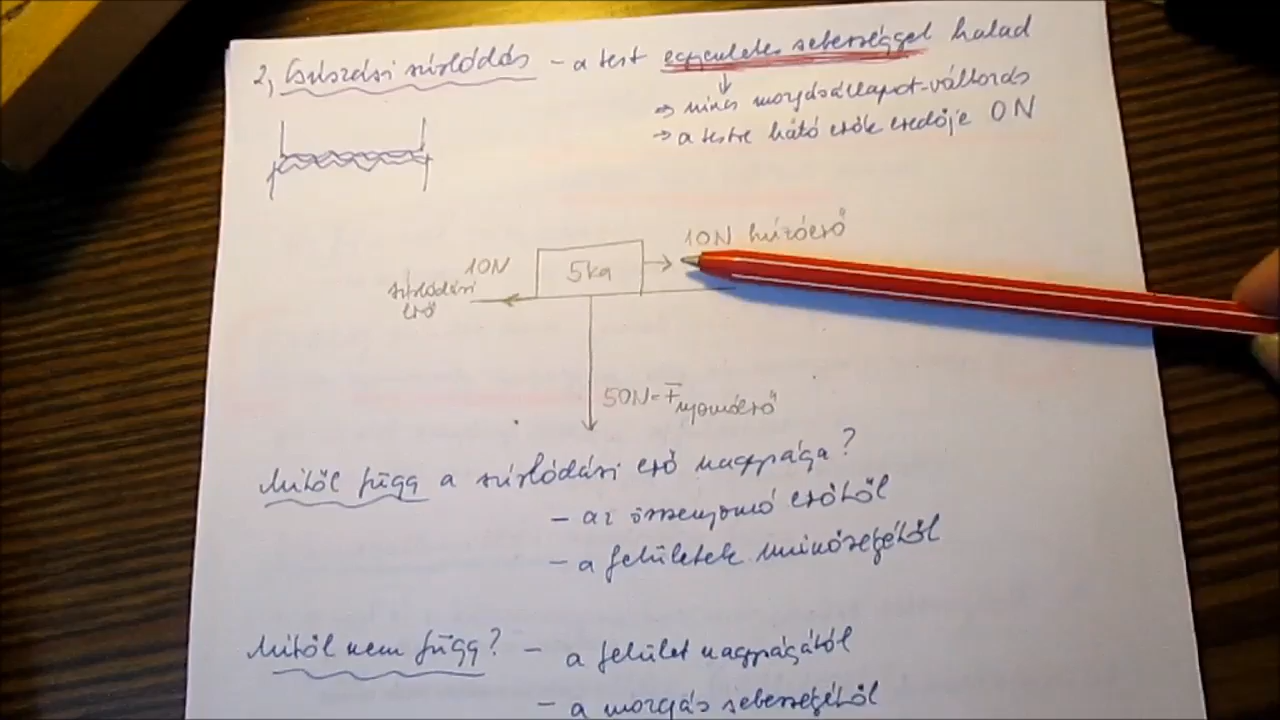 2, Csúszási súrlódás – a test egyenletes sebességgel halad
→ nincs mozgásállapot-változás
→ a testre ható erők eredője 0 N
10N húzóerő
10N
5kg
súrlódási
erő
50N = Fnyomóerő
Mitől függ a súrlódási erő nagysága?
– az összenyomó erőtől
– a felületek minőségétől
Mitől nem függ? – a felület nagyságától
– a mozgás sebességétől